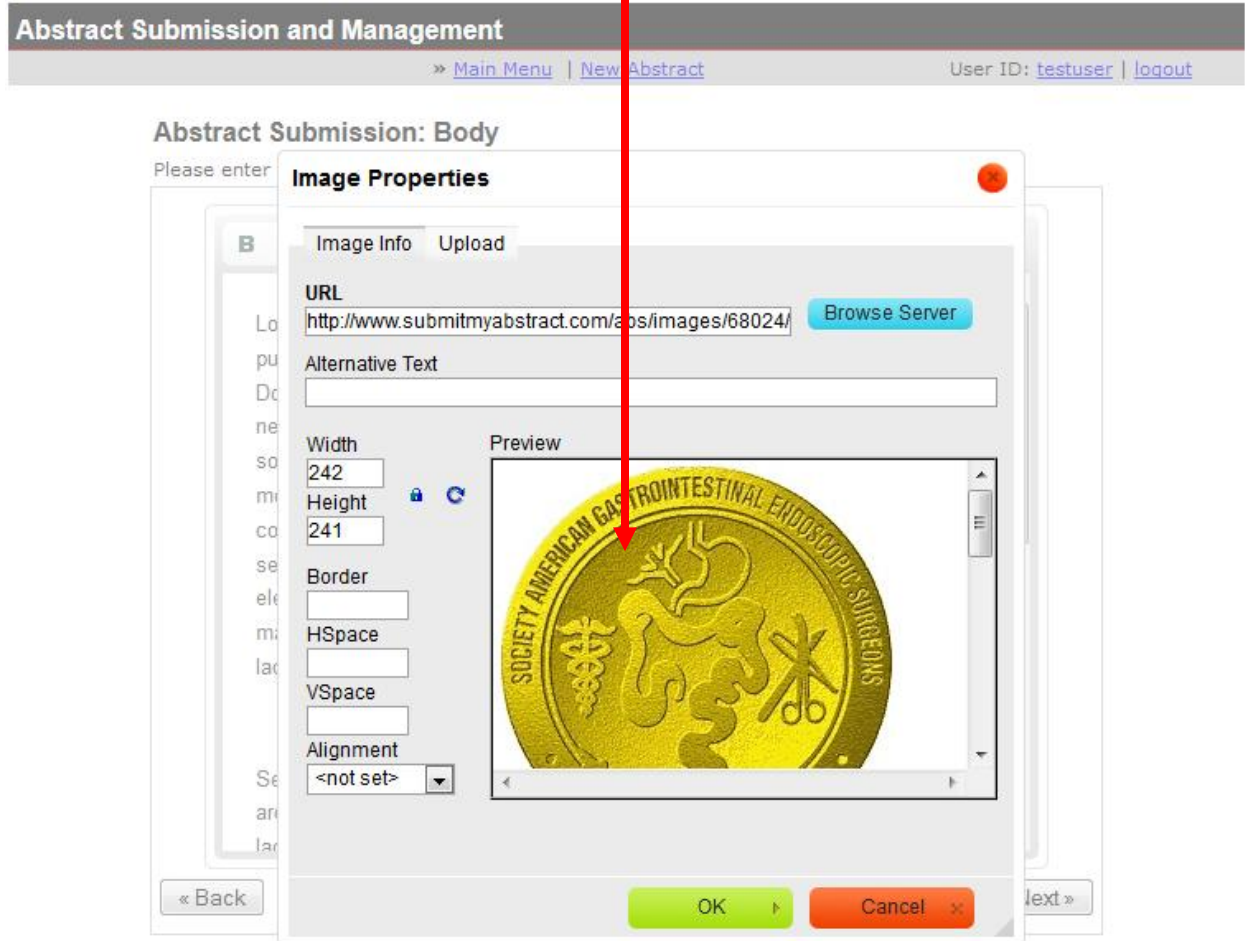 Abstract Submission and Management
» Main Menu | New Abstract User ID: testuser | logout
Abstract Submission: Body
Please enter
Image Properties
B
Image Info Upload
URL
http://www.submitmyabstract.com/abs/images/68024/ Browse Server
Alternative Text
Width Preview
242
Height
241
Border
HSpace
VSpace
Alignment
<not set>
SOCIETY AMERICAN GASTROINTESTINAL ENDOSCOPIC SURGEONS
« Back
OK Cancel